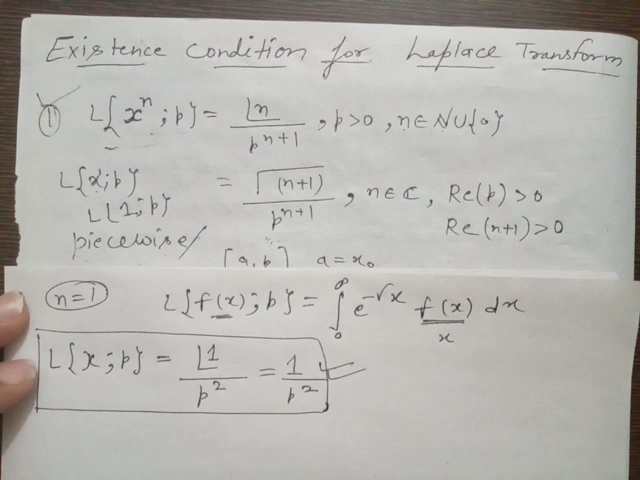 Existence Condition for Laplace Transform
① L{xⁿ; p} = ⌊n / pⁿ⁺¹, p>0, n∈N∪{0}
L{x; p} = Γ(n+1) / pⁿ⁺¹, n∈ℂ, Re(p)>0
L{1; p} Re(n+1)>0
piecewise/ [a, b] a = x₀
n=1 L{f(x); p} = ∫₀^∞ e^-√x f(x)/x dx
L{x; p} = ⌊1 / p² = 1 / p²